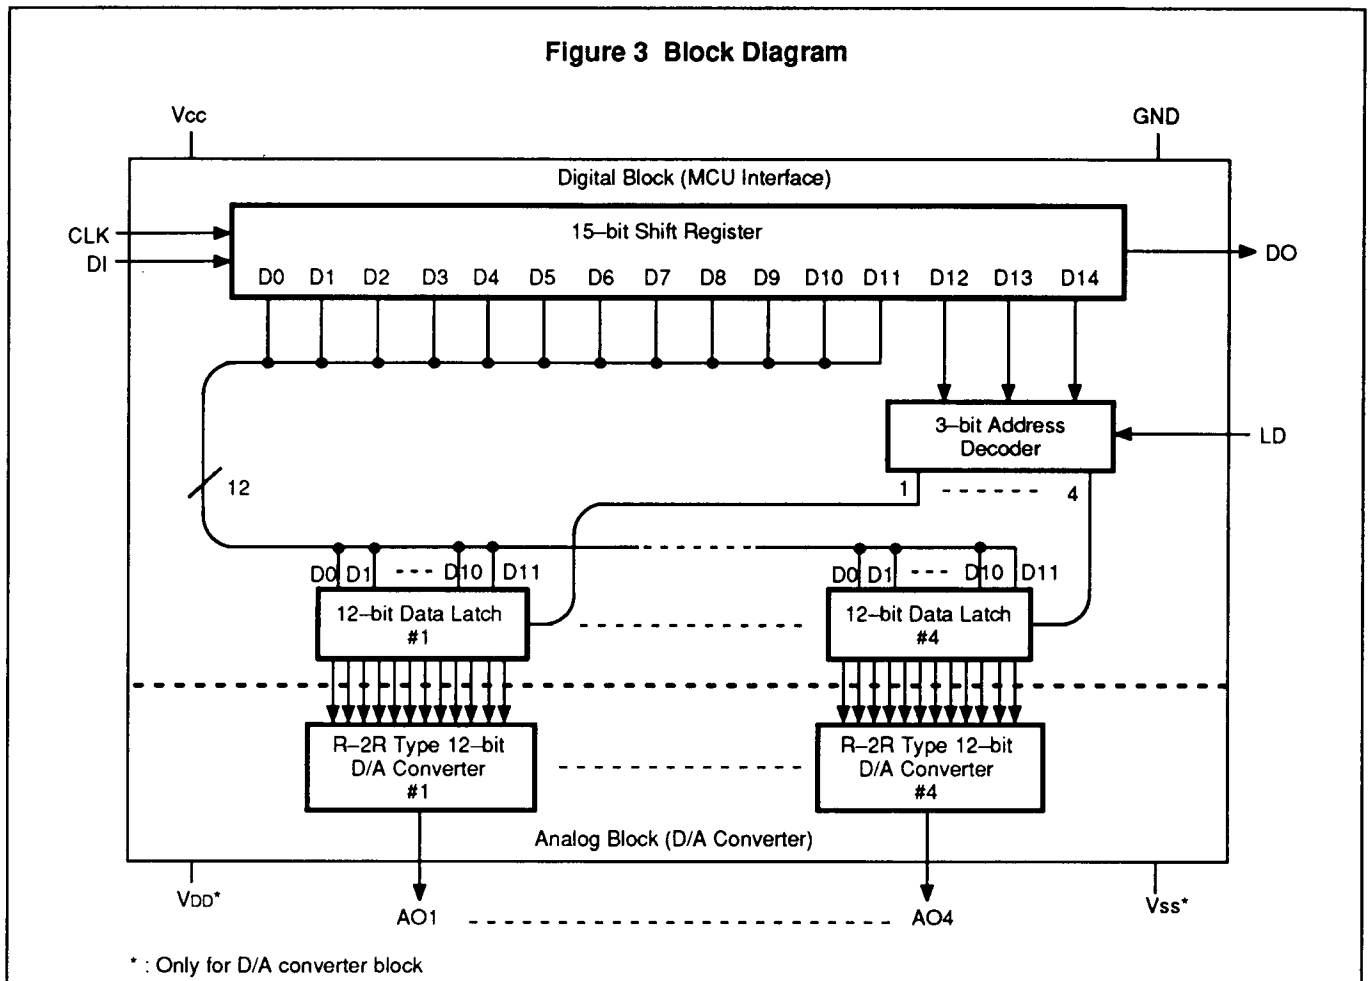 Figure 3 Block Diagram
Vcc
GND
Digital Block (MCU Interface)
15–bit Shift Register
CLK
DI
DO
D0 D1 D2 D3 D4 D5 D6 D7 D8 D9 D10 D11 D12 D13 D14
3–bit Address
Decoder
LD
12
1
4
D0 D1 D10 D11
D0 D1 D10 D11
12–bit Data Latch
#1
12–bit Data Latch
#4
R–2R Type 12–bit
D/A Converter
#1
R–2R Type 12–bit
D/A Converter
#4
Analog Block (D/A Converter)
VDD*
Vss*
AO1
AO4
* : Only for D/A converter block